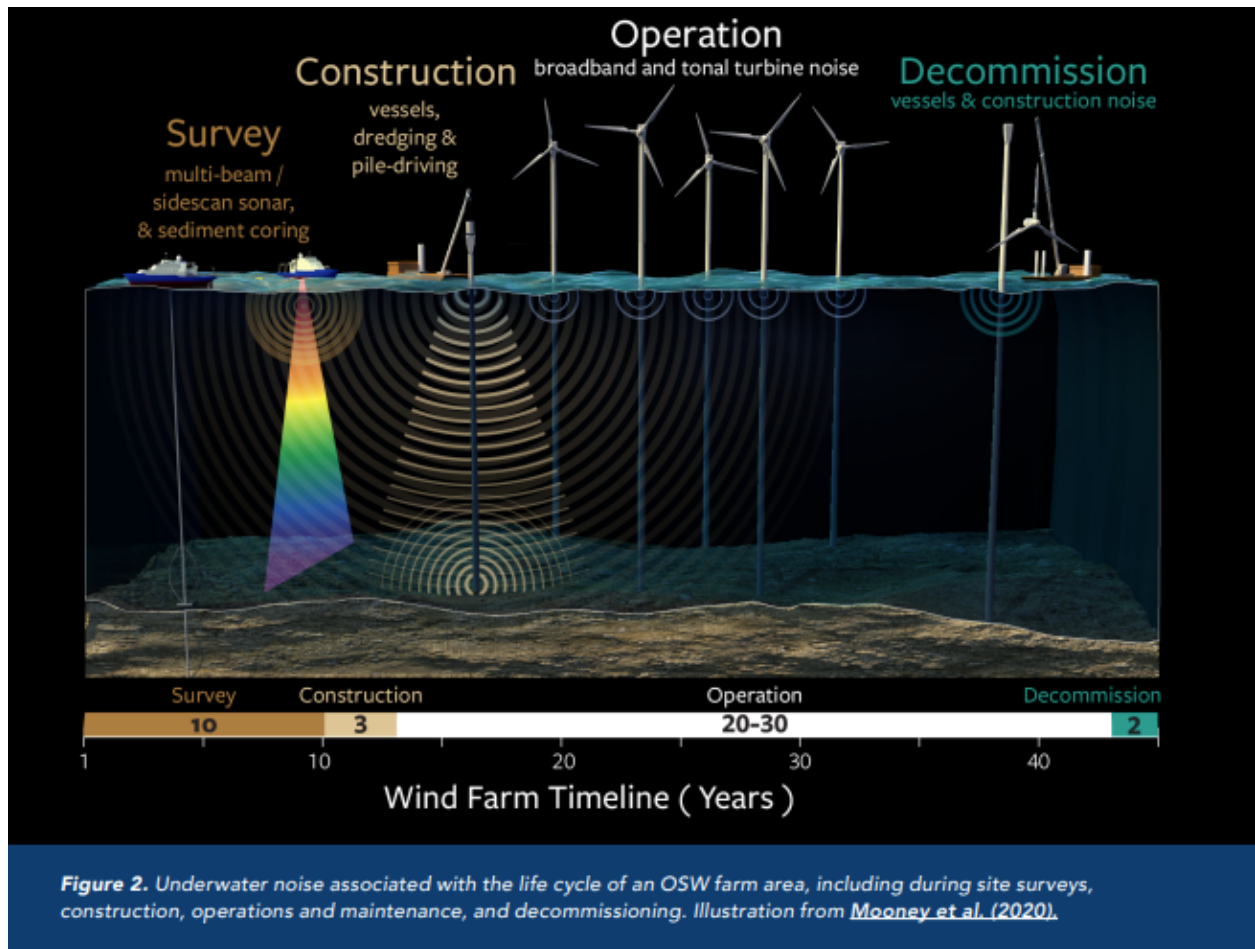 Operation
broadband and tonal turbine noise
Construction
vessels,
dredging &
pile-driving
Decommission
vessels & construction noise
Survey
multi-beam /
sidescan sonar,
& sediment coring
Survey
Construction
Operation
Decommission
10
3
20-30
2
1
10
20
30
40
Wind Farm Timeline ( Years )
Figure 2. Underwater noise associated with the life cycle of an OSW farm area, including during site surveys,
construction, operations and maintenance, and decommissioning. Illustration from Mooney et al. (2020).